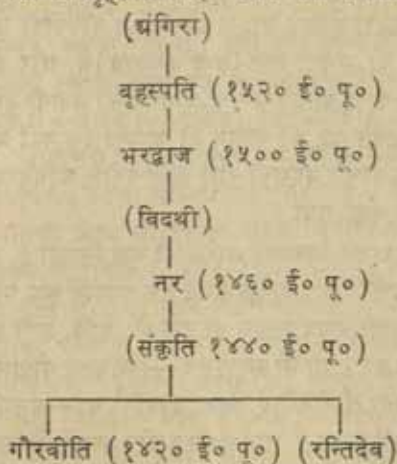 (अंगिरा)
बृहस्पति (१५२० ई० पू०)
भरद्वाज (१५०० ई० पू०)
(विदथी)
नर (१४६० ई० पू०)
(संकृति १४४० ई० पू०)
गौरवीति (१४२० ई० पू०) (रन्तिदेव)